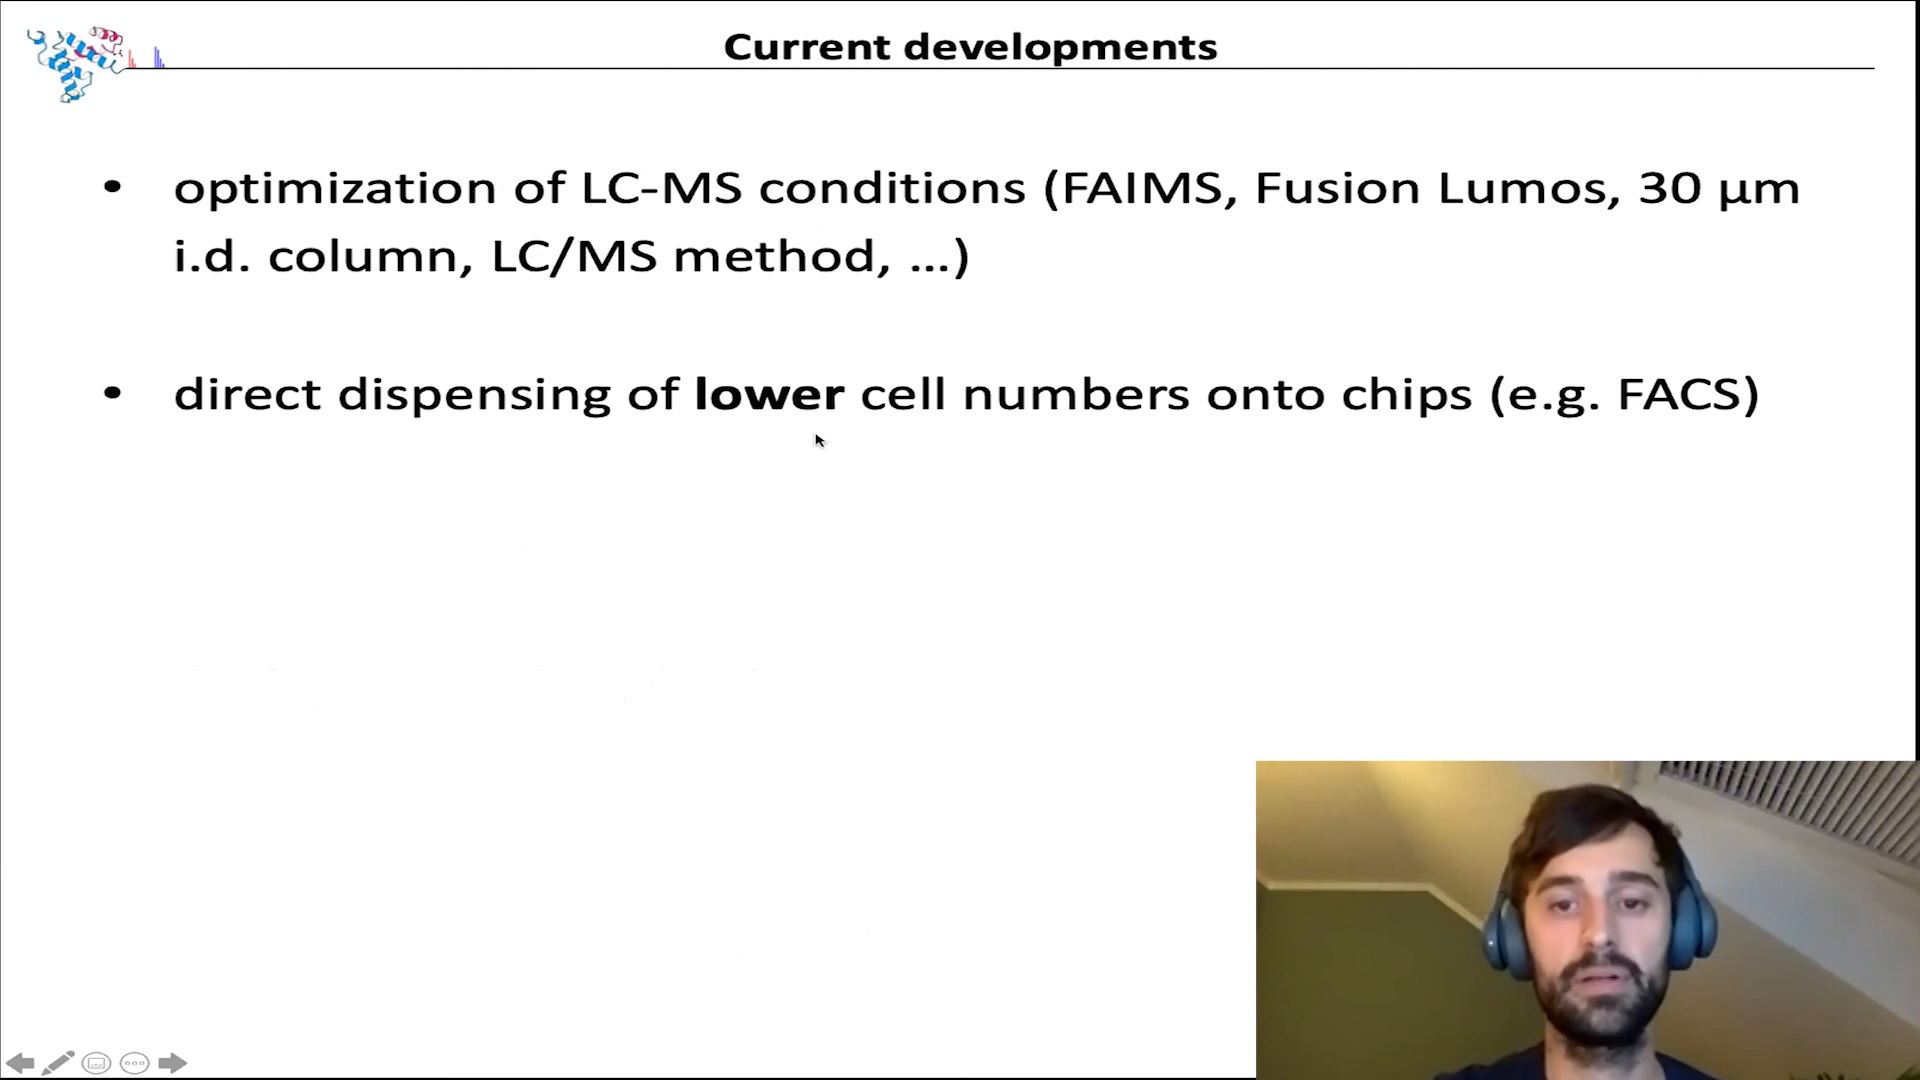 Current developments
• optimization of LC-MS conditions (FAIMS, Fusion Lumos, 30 µm
i.d. column, LC/MS method, ...)
• direct dispensing of lower cell numbers onto chips (e.g. FACS)